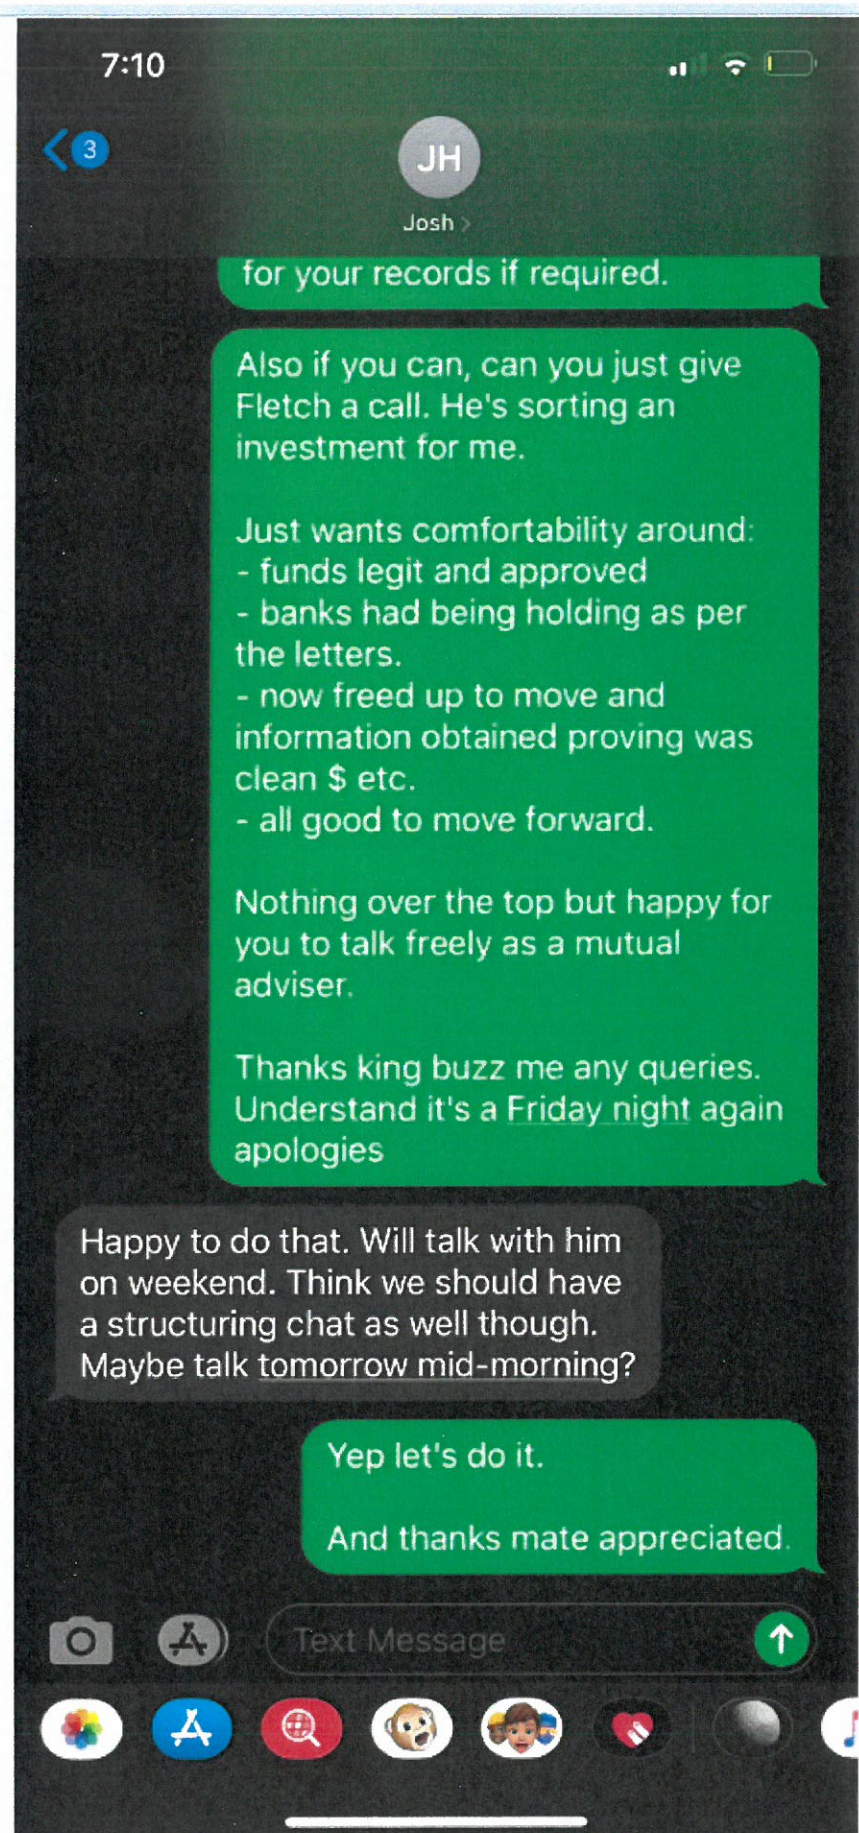 7:10
3
JH
Josh >
for your records if required.
Also if you can, can you just give
Fletch a call. He's sorting an
investment for me.
Just wants comfortability around:
- funds legit and approved
- banks had being holding as per
the letters.
- now freed up to move and
information obtained proving was
clean $ etc.
- all good to move forward.
Nothing over the top but happy for
you to talk freely as a mutual
adviser.
Thanks king buzz me any queries.
Understand it's a Friday night again
apologies
Happy to do that. Will talk with him
on weekend. Think we should have
a structuring chat as well though.
Maybe talk tomorrow mid-morning?
Yep let's do it.
And thanks mate appreciated.
Text Message